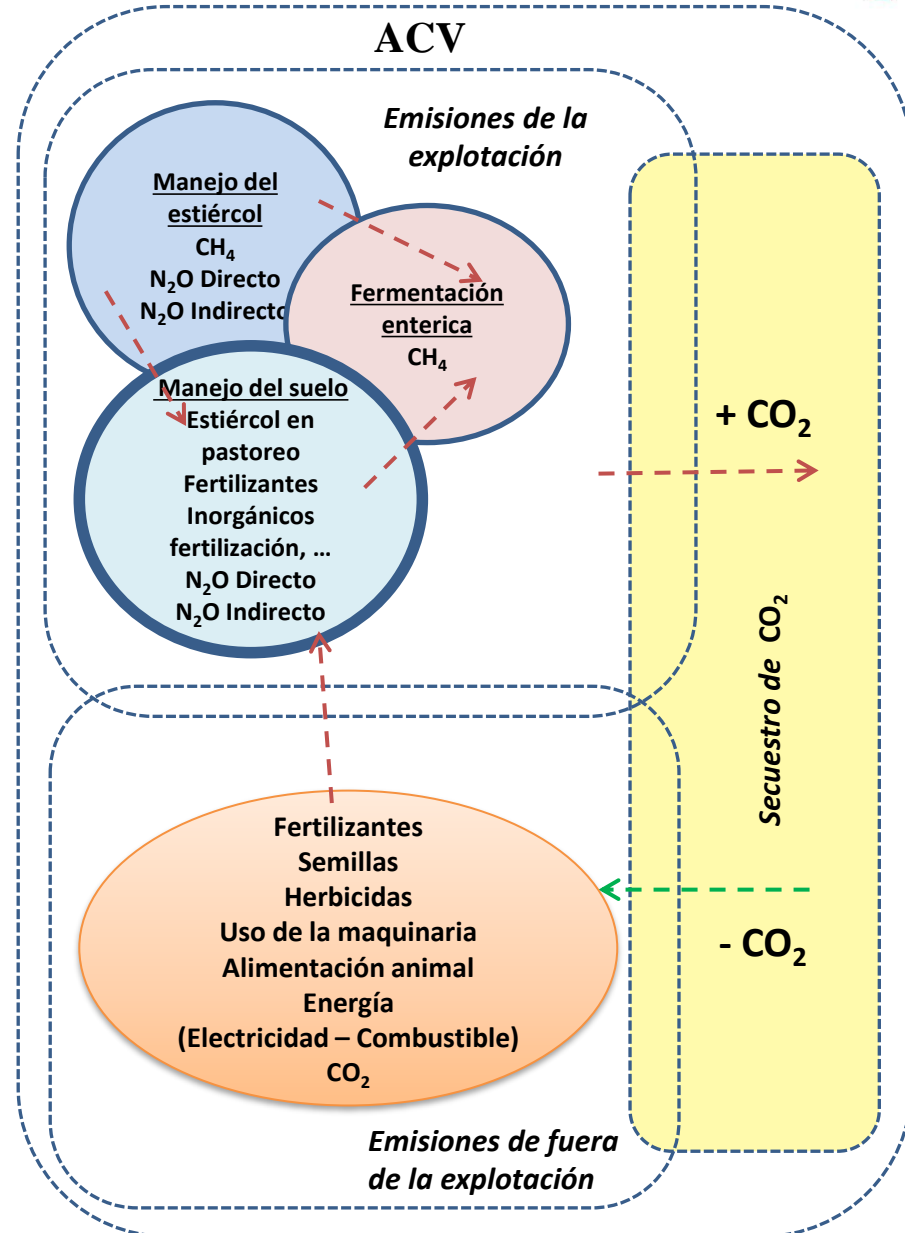 ACV
Emisiones de la
explotación
Manejo del
estiércol
CH₄
N₂O Directo
N₂O Indirecto
Fermentación
enterica
CH₄
Manejo del suelo
Estiércol en
pastoreo
Fertilizantes
Inorgánicos
fertilización, ...
N₂O Directo
N₂O Indirecto
+ CO₂
Secuestro de CO₂
- CO₂
Fertilizantes
Semillas
Herbicidas
Uso de la maquinaria
Alimentación animal
Energía
(Electricidad – Combustible)
CO₂
Emisiones de fuera
de la explotación